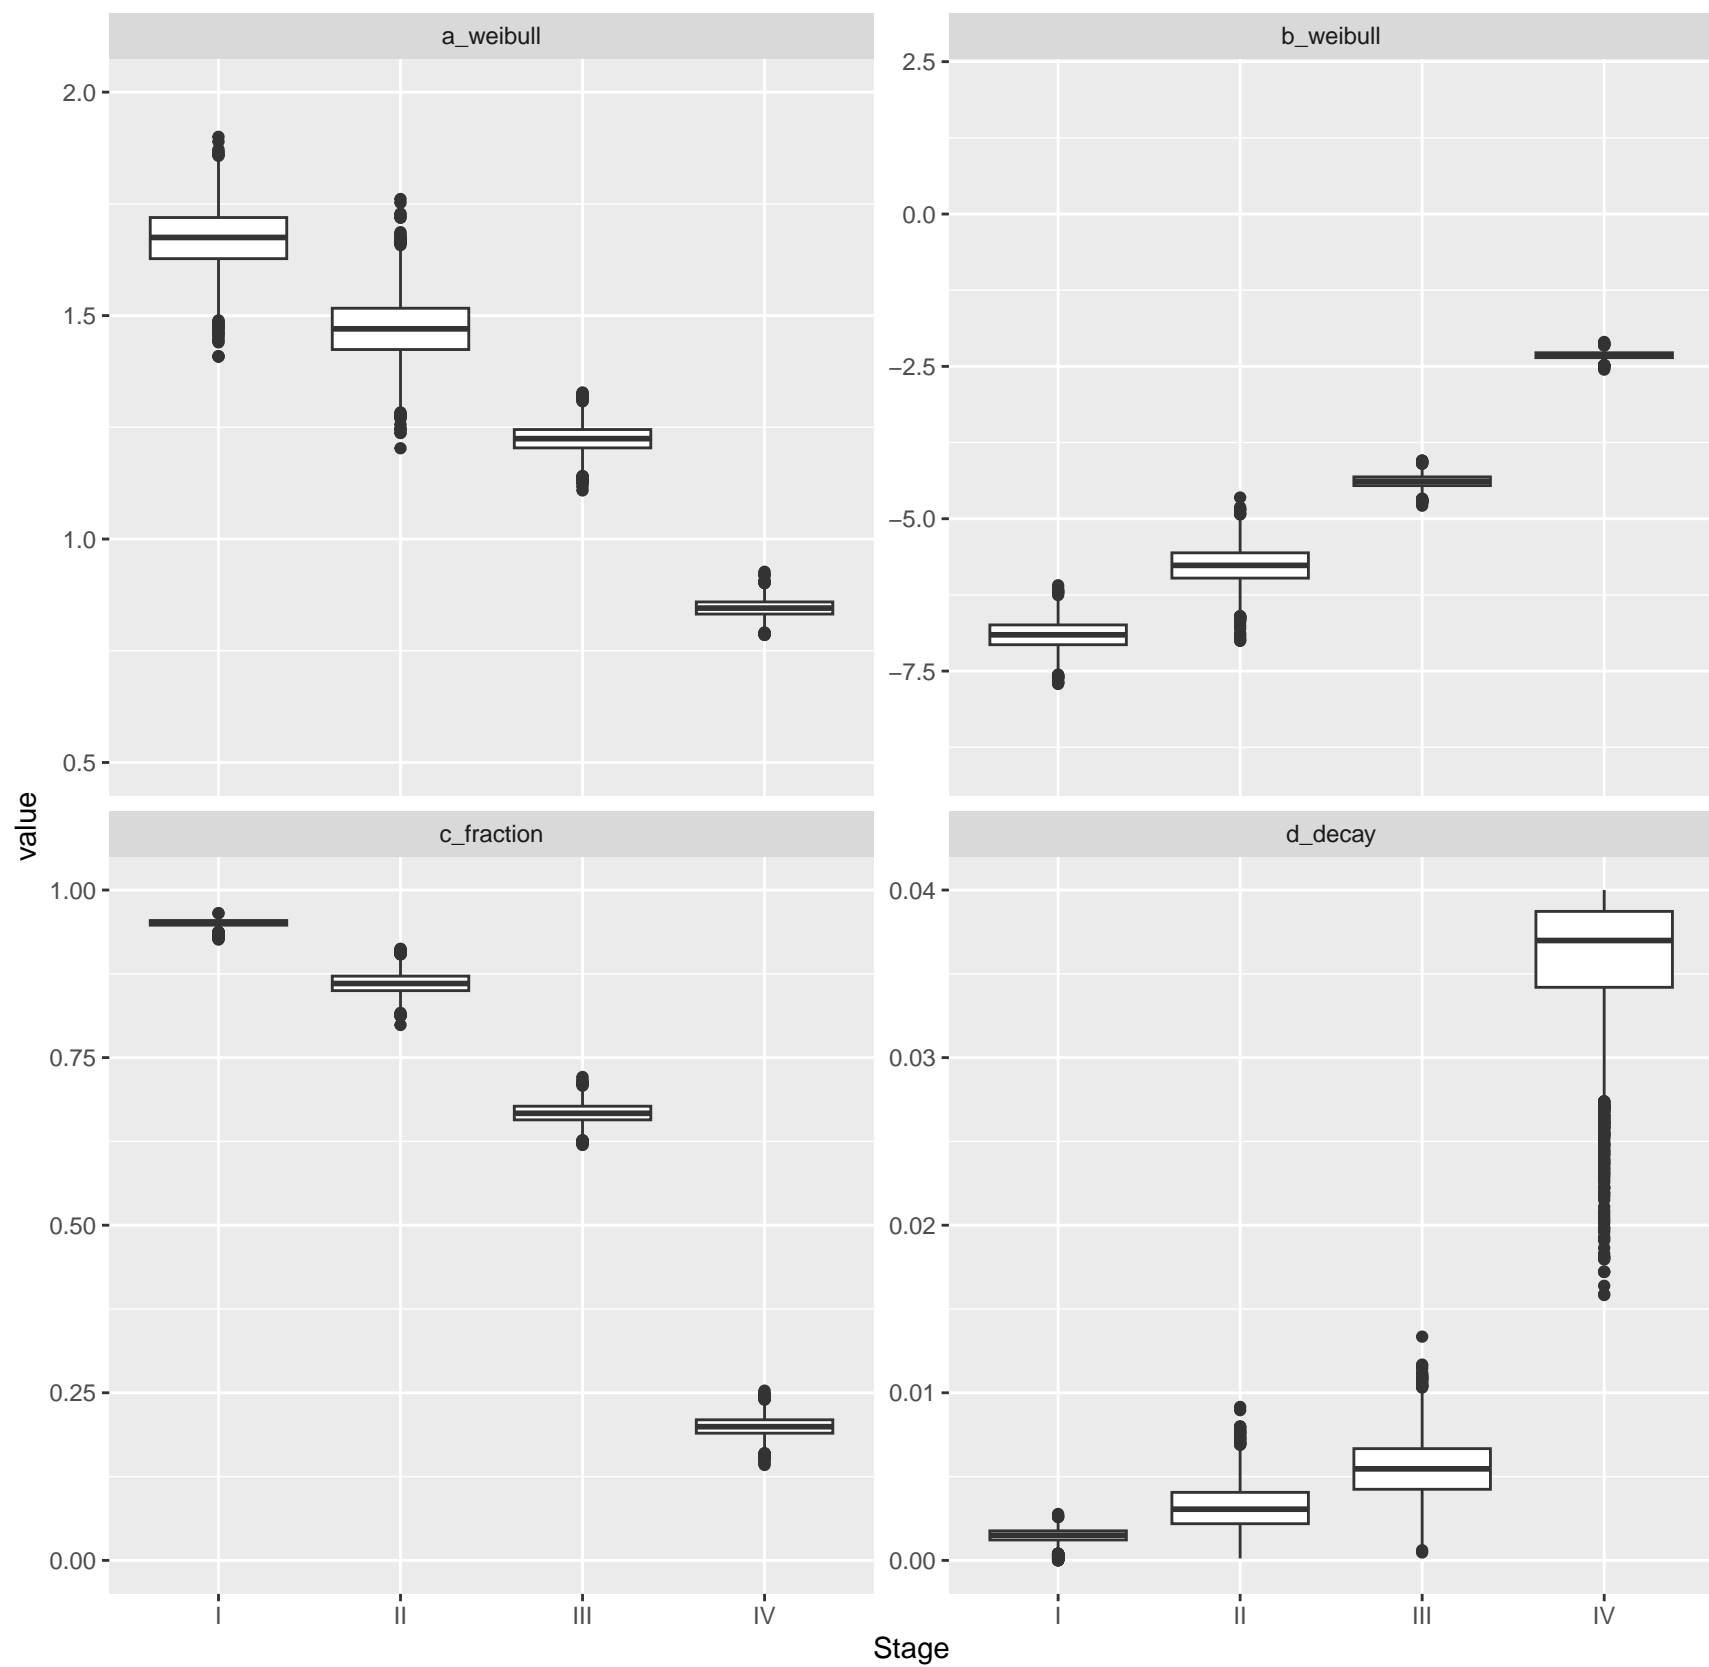 a_weibull
b_weibull
2.0
1.5
1.0
0.5
2.5
0.0
−2.5
−5.0
−7.5
value
c_fraction
d_decay
1.00
0.75
0.50
0.25
0.00
0.04
0.03
0.02
0.01
0.00
I II III IV
I II III IV
Stage